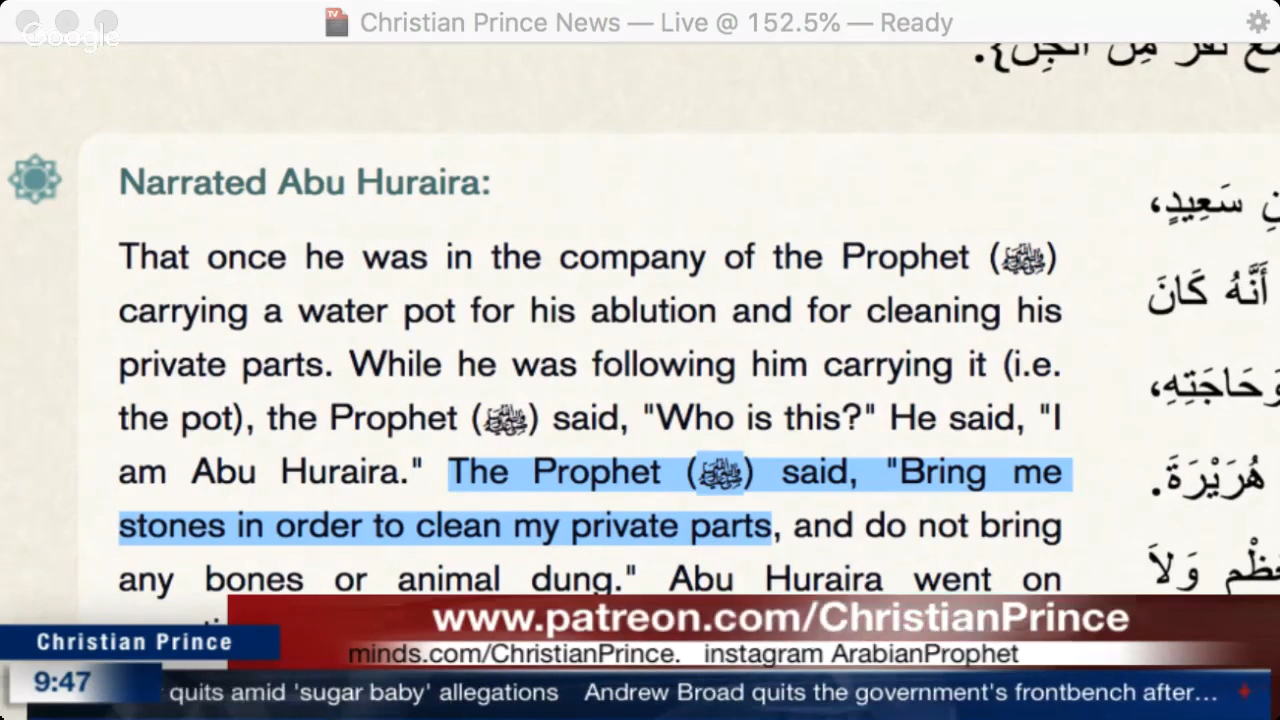 Christian Prince News — Live @ 152.5% — Ready
Google
مَعَ نَفَرٍ مِنَ الْجِنِّ}.
Narrated Abu Huraira:
That once he was in the company of the Prophet (ﷺ)
carrying a water pot for his ablution and for cleaning his
private parts. While he was following him carrying it (i.e.
the pot), the Prophet (ﷺ) said, "Who is this?" He said, "I
am Abu Huraira." The Prophet (ﷺ) said, "Bring me
stones in order to clean my private parts, and do not bring
any bones or animal dung." Abu Huraira went on
سَعِيدٍ،
أَنَّهُ كَانَ
وَحَاجَتِهِ،
هُرَيْرَةَ.
وَلاَ
www.patreon.com/ChristianPrince
Christian Prince
minds.com/ChristianPrince. instagram ArabianProphet
9:47
quits amid 'sugar baby' allegations Andrew Broad quits the government's frontbench after...